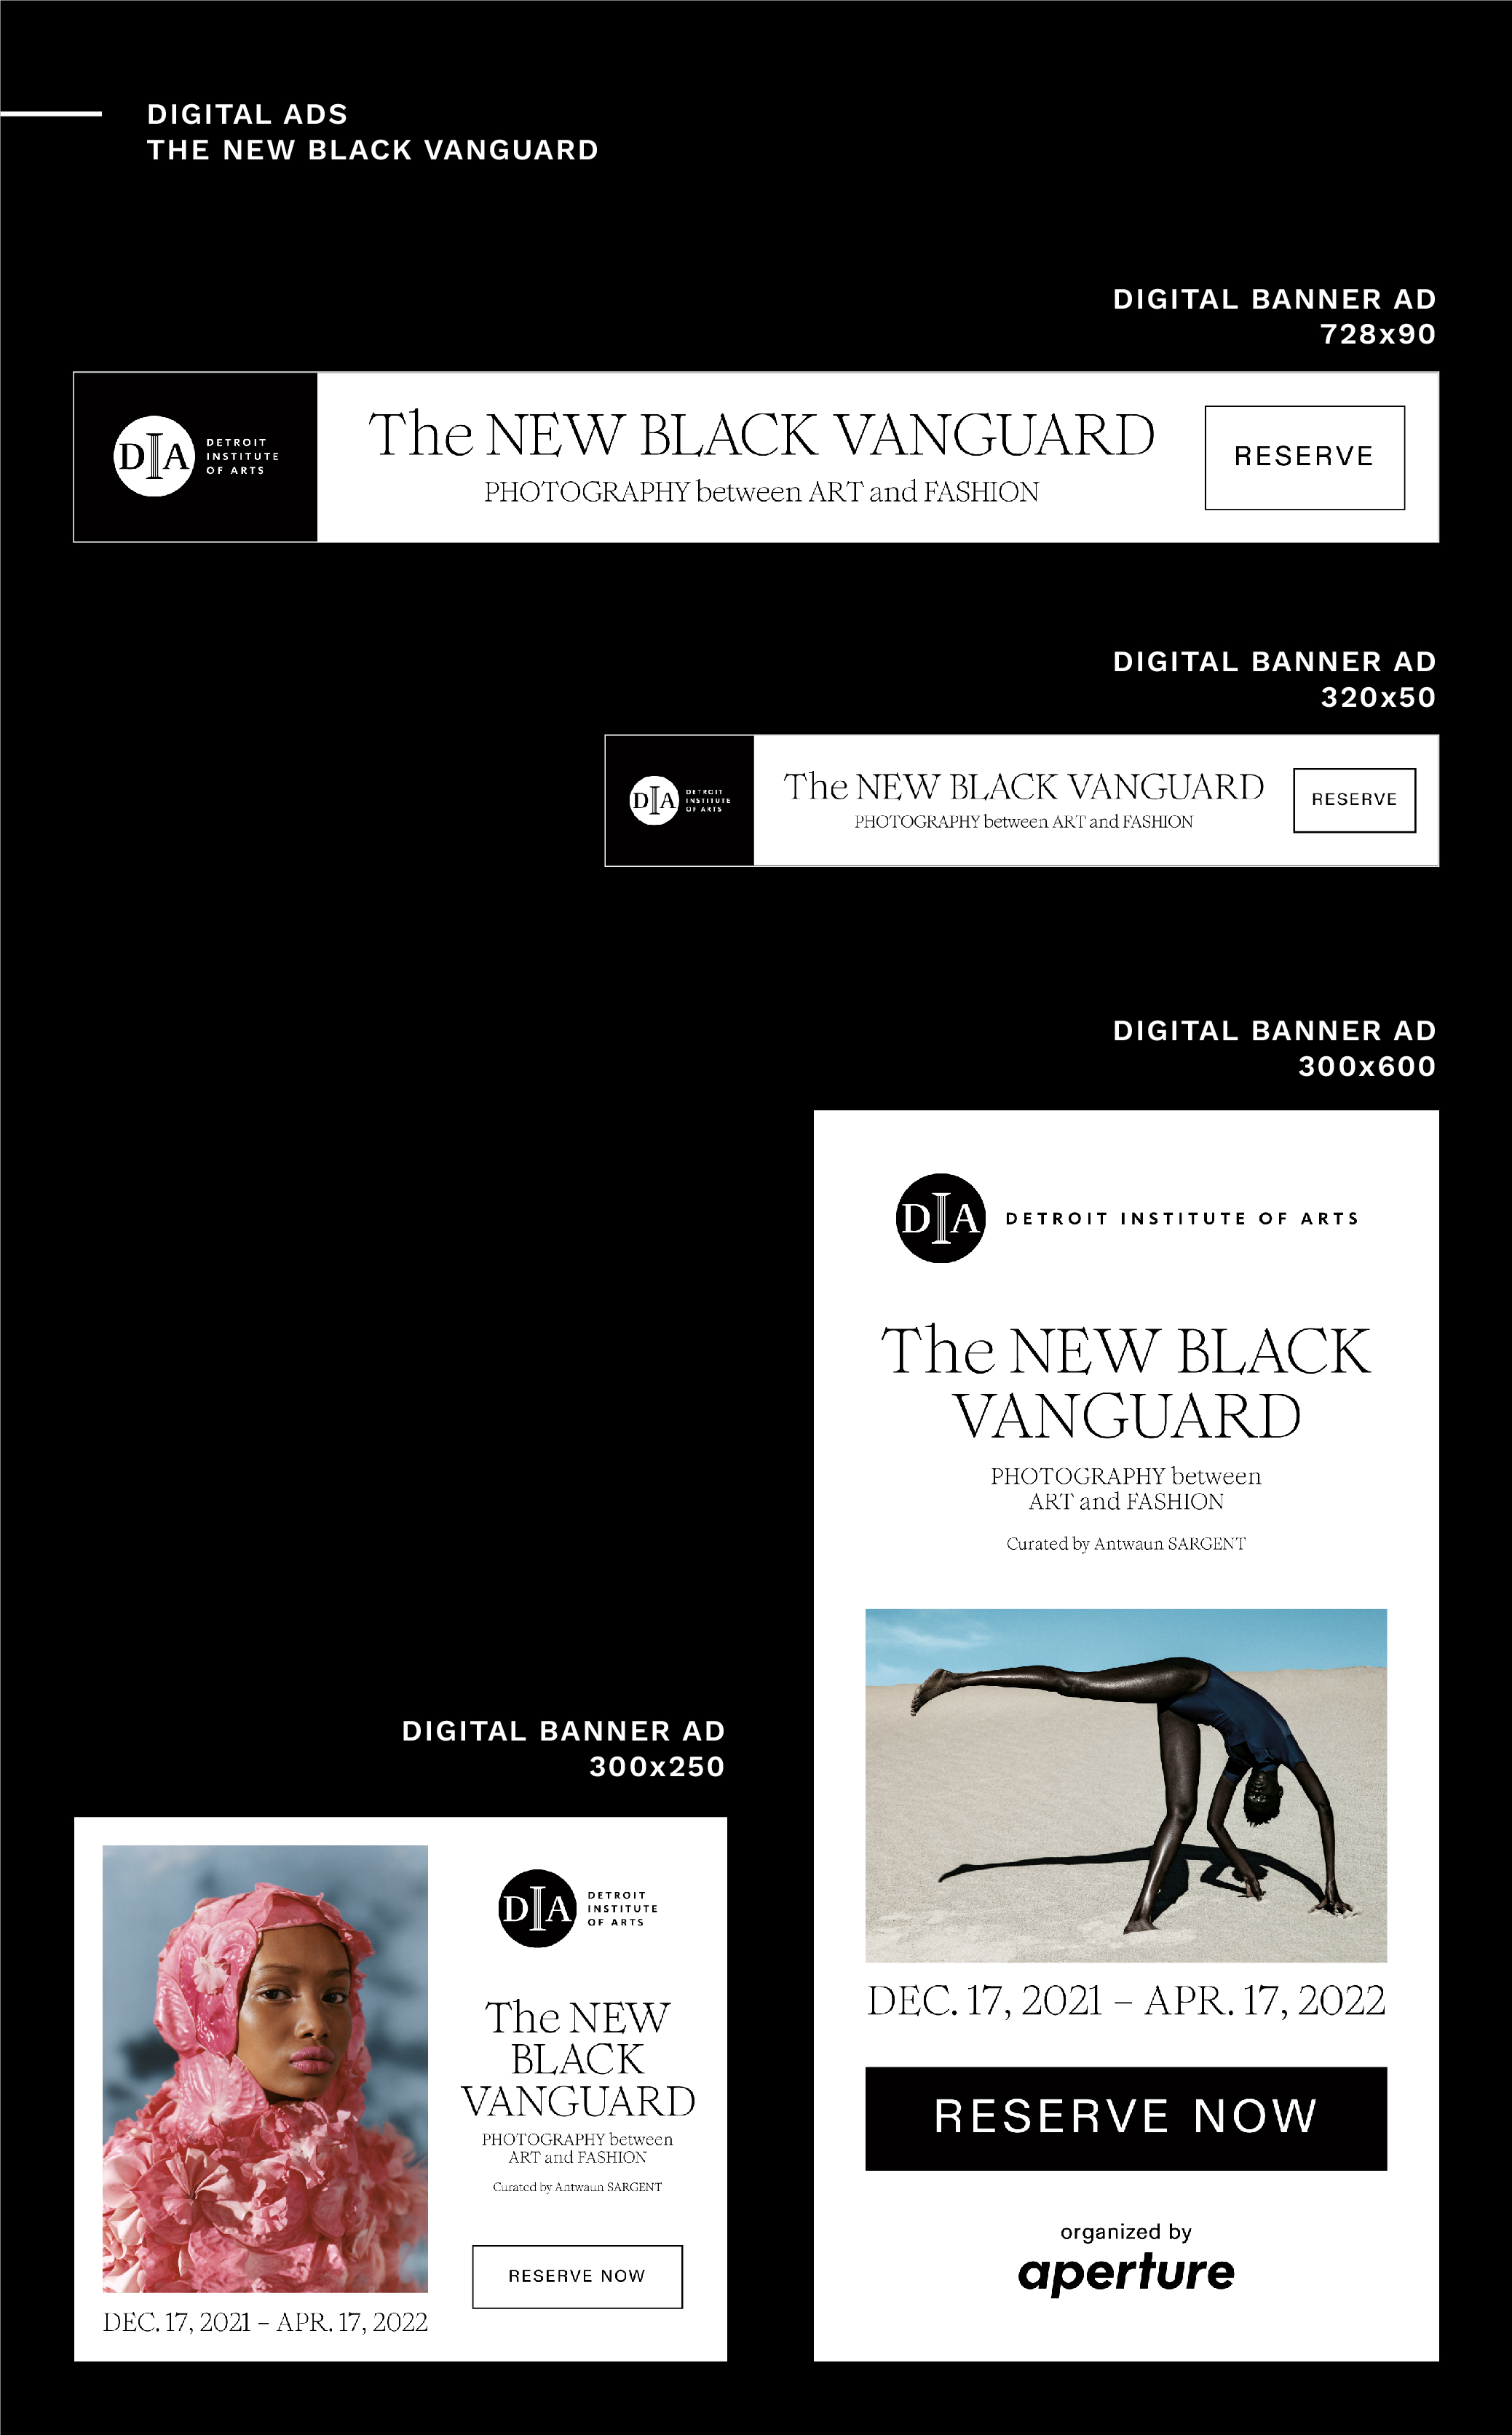 DIGITAL ADS
THE NEW BLACK VANGUARD
DIGITAL BANNER AD
728x90
DIA
DETROIT
INSTITUTE
OF ARTS
The NEW BLACK VANGUARD
PHOTOGRAPHY between ART and FASHION
RESERVE
DIGITAL BANNER AD
320x50
DIA
DETROIT
INSTITUTE
OF ARTS
The NEW BLACK VANGUARD
PHOTOGRAPHY between ART and FASHION
RESERVE
DIGITAL BANNER AD
300x600
DIA
DETROIT INSTITUTE OF ARTS
The NEW BLACK
VANGUARD
PHOTOGRAPHY between
ART and FASHION
Curated by Antwaun SARGENT
DEC. 17, 2021 – APR. 17, 2022
RESERVE NOW
organized by
aperture
DIGITAL BANNER AD
300x250
DIA
DETROIT
INSTITUTE
OF ARTS
The NEW
BLACK
VANGUARD
PHOTOGRAPHY between
ART and FASHION
Curated by Antwaun SARGENT
RESERVE NOW
DEC. 17, 2021 – APR. 17, 2022